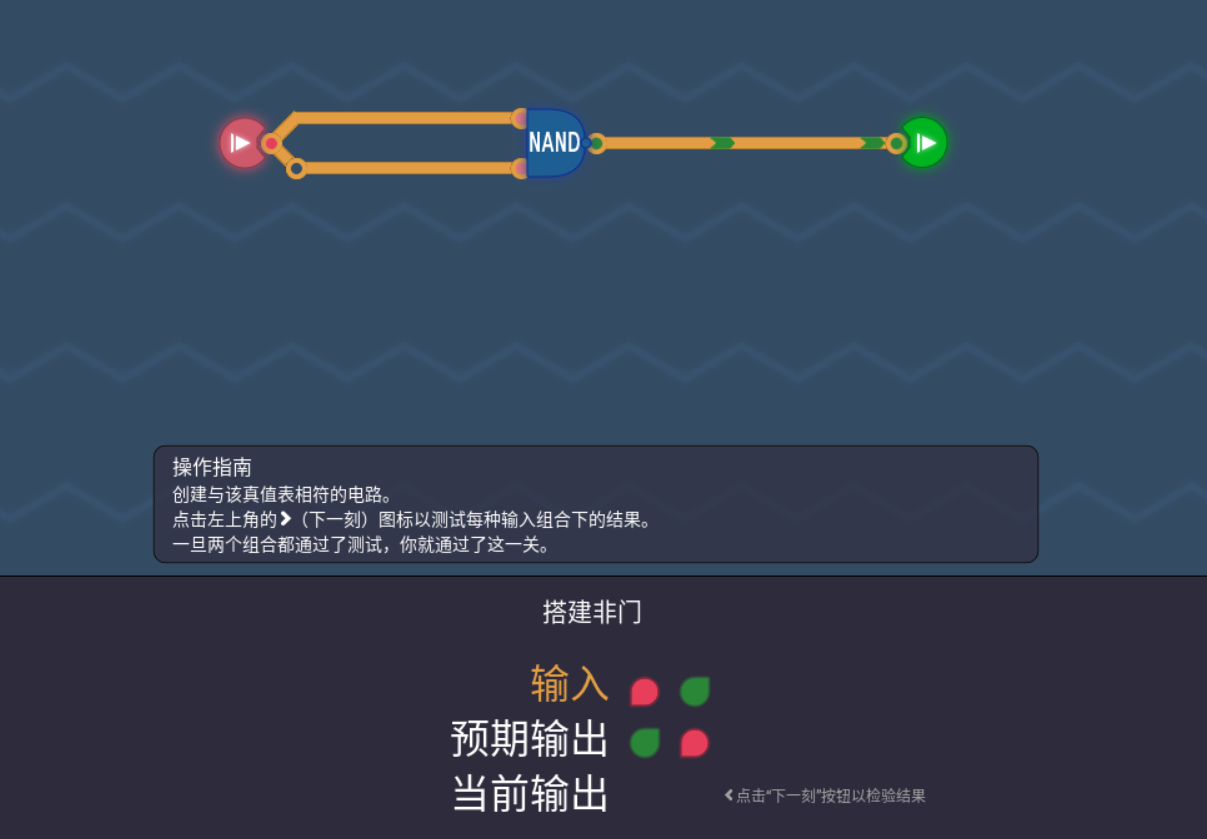 NAND
操作指南
创建与该真值表相符的电路。
点击左上角的（下一刻）图标以测试每种输入组合下的结果。
一旦两个组合都通过了测试，你就通过了这一关。
搭建非门
输入
预期输出
当前输出
点击“下一刻”按钮以检验结果